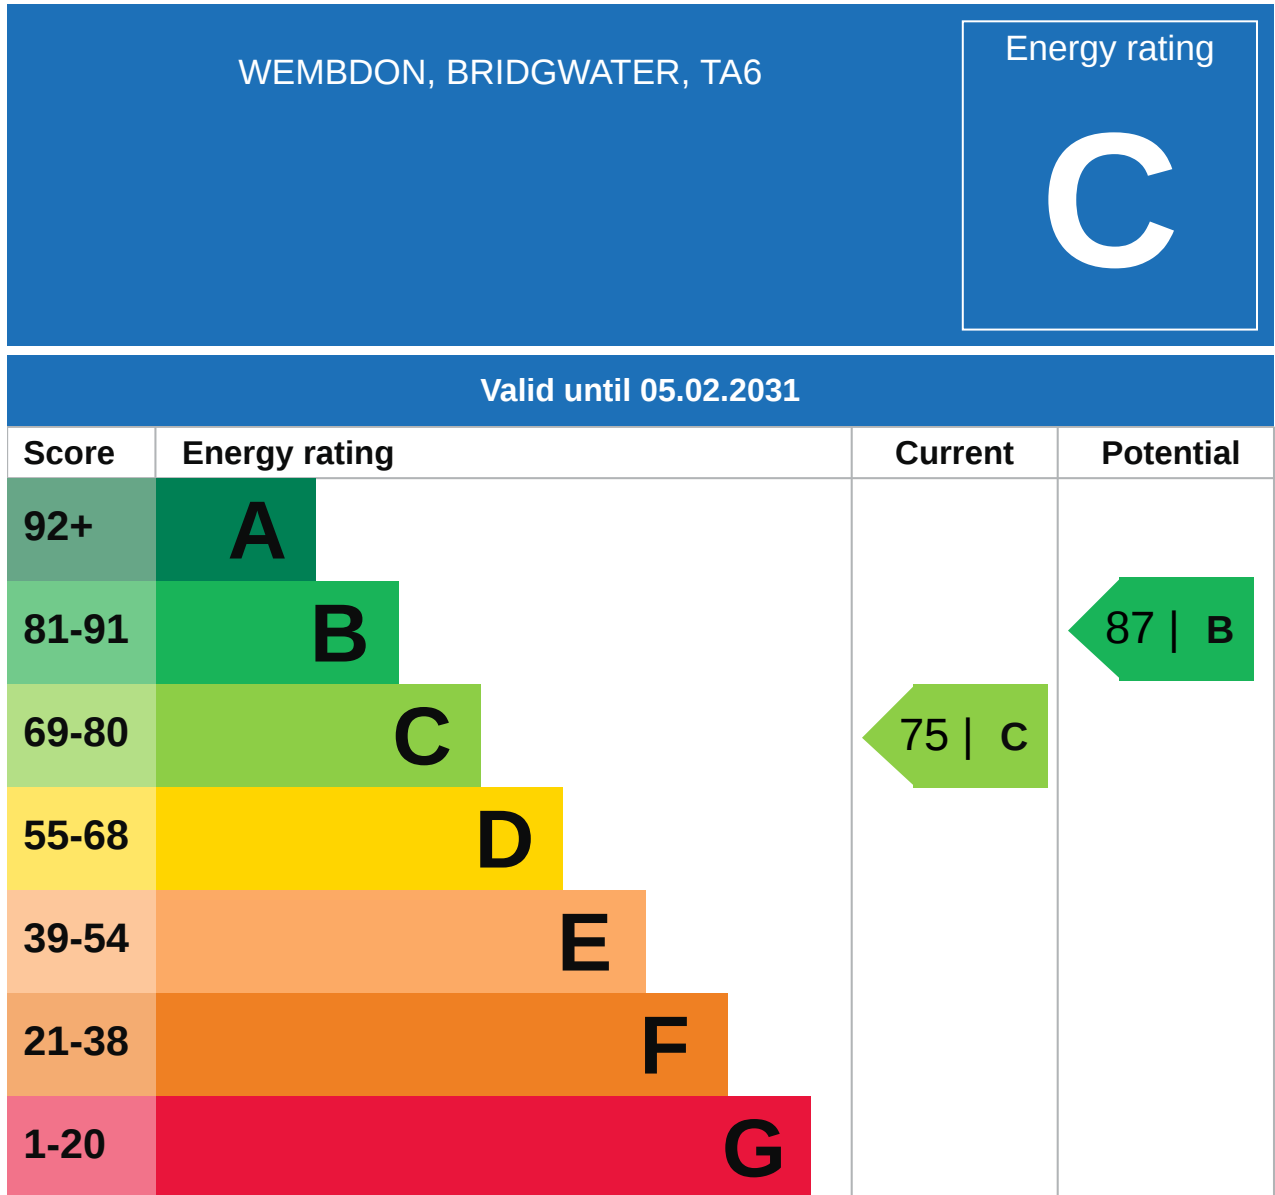 WEMBDON, BRIDGWATER, TA6
Energy rating
C
Valid until 05.02.2031
Score Energy rating Current Potential
92+ A
81-91 B 87 | B
69-80 C 75 | C
55-68 D
39-54 E
21-38 F
1-20 G